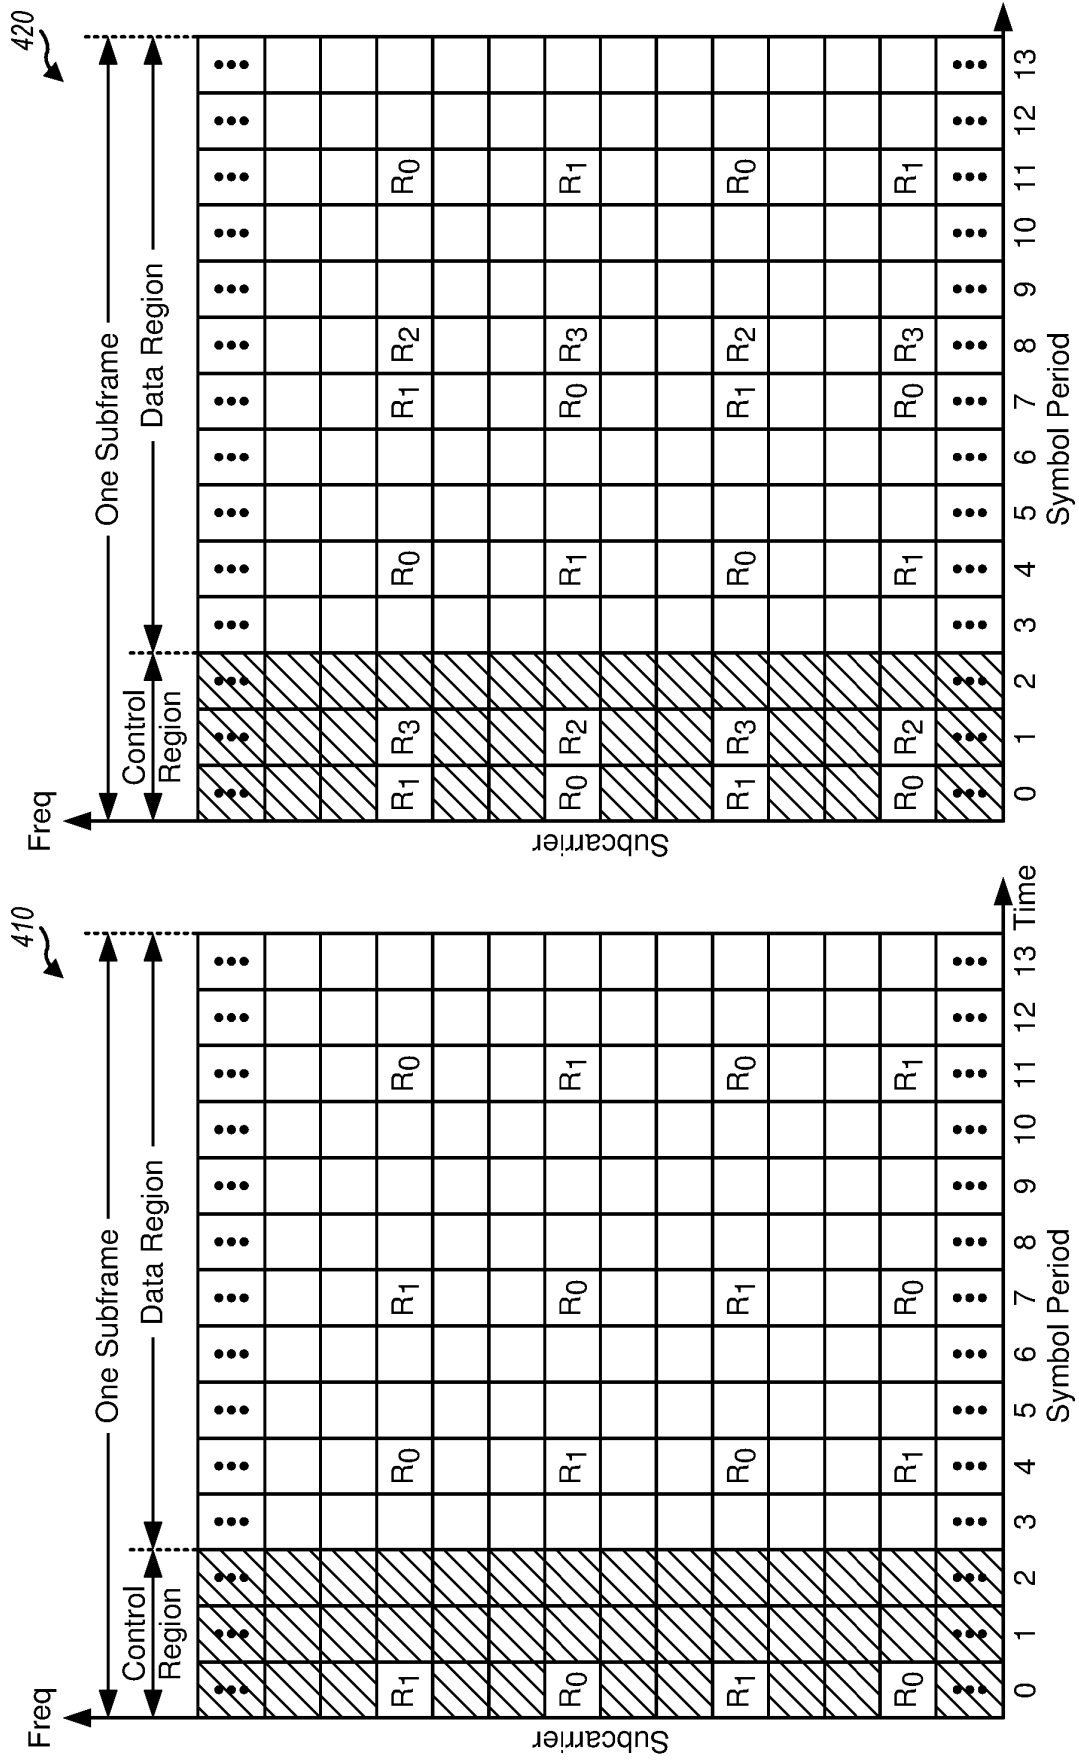 410
Freq
One Subframe
Control
Region
Data Region
R1 R0 R1 R0
R0 R1 R0 R1
R1 R0 R1 R0
R0 R1 R0 R1
Subcarrier
0 1 2 3 4 5 6 7 8 9 10 11 12 13
Time
Symbol Period
420
Freq
One Subframe
Control
Region
Data Region
R1 R3 R0 R1 R2 R0
R0 R2 R1 R0 R3 R1
R1 R3 R0 R1 R2 R0
R0 R2 R1 R0 R3 R1
Subcarrier
0 1 2 3 4 5 6 7 8 9 10 11 12 13
Symbol Period